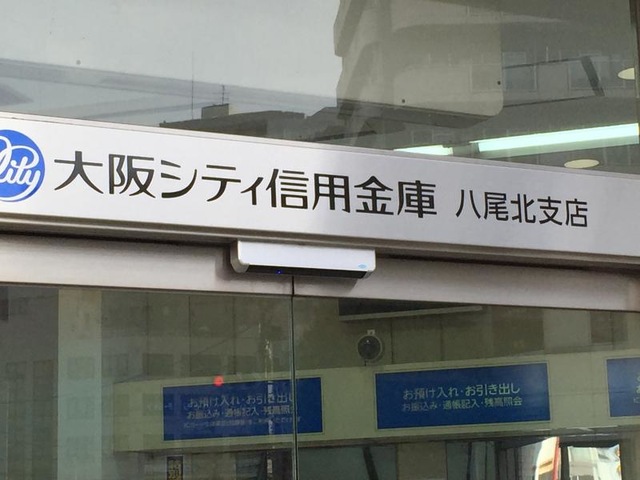 City
大阪シティ信用金庫 八尾北支店
お預け入れ・お引き出し
お振込み・通帳記入・残高照会
お預け入れ・お引き出し
お振込み・通帳記入・残高照会